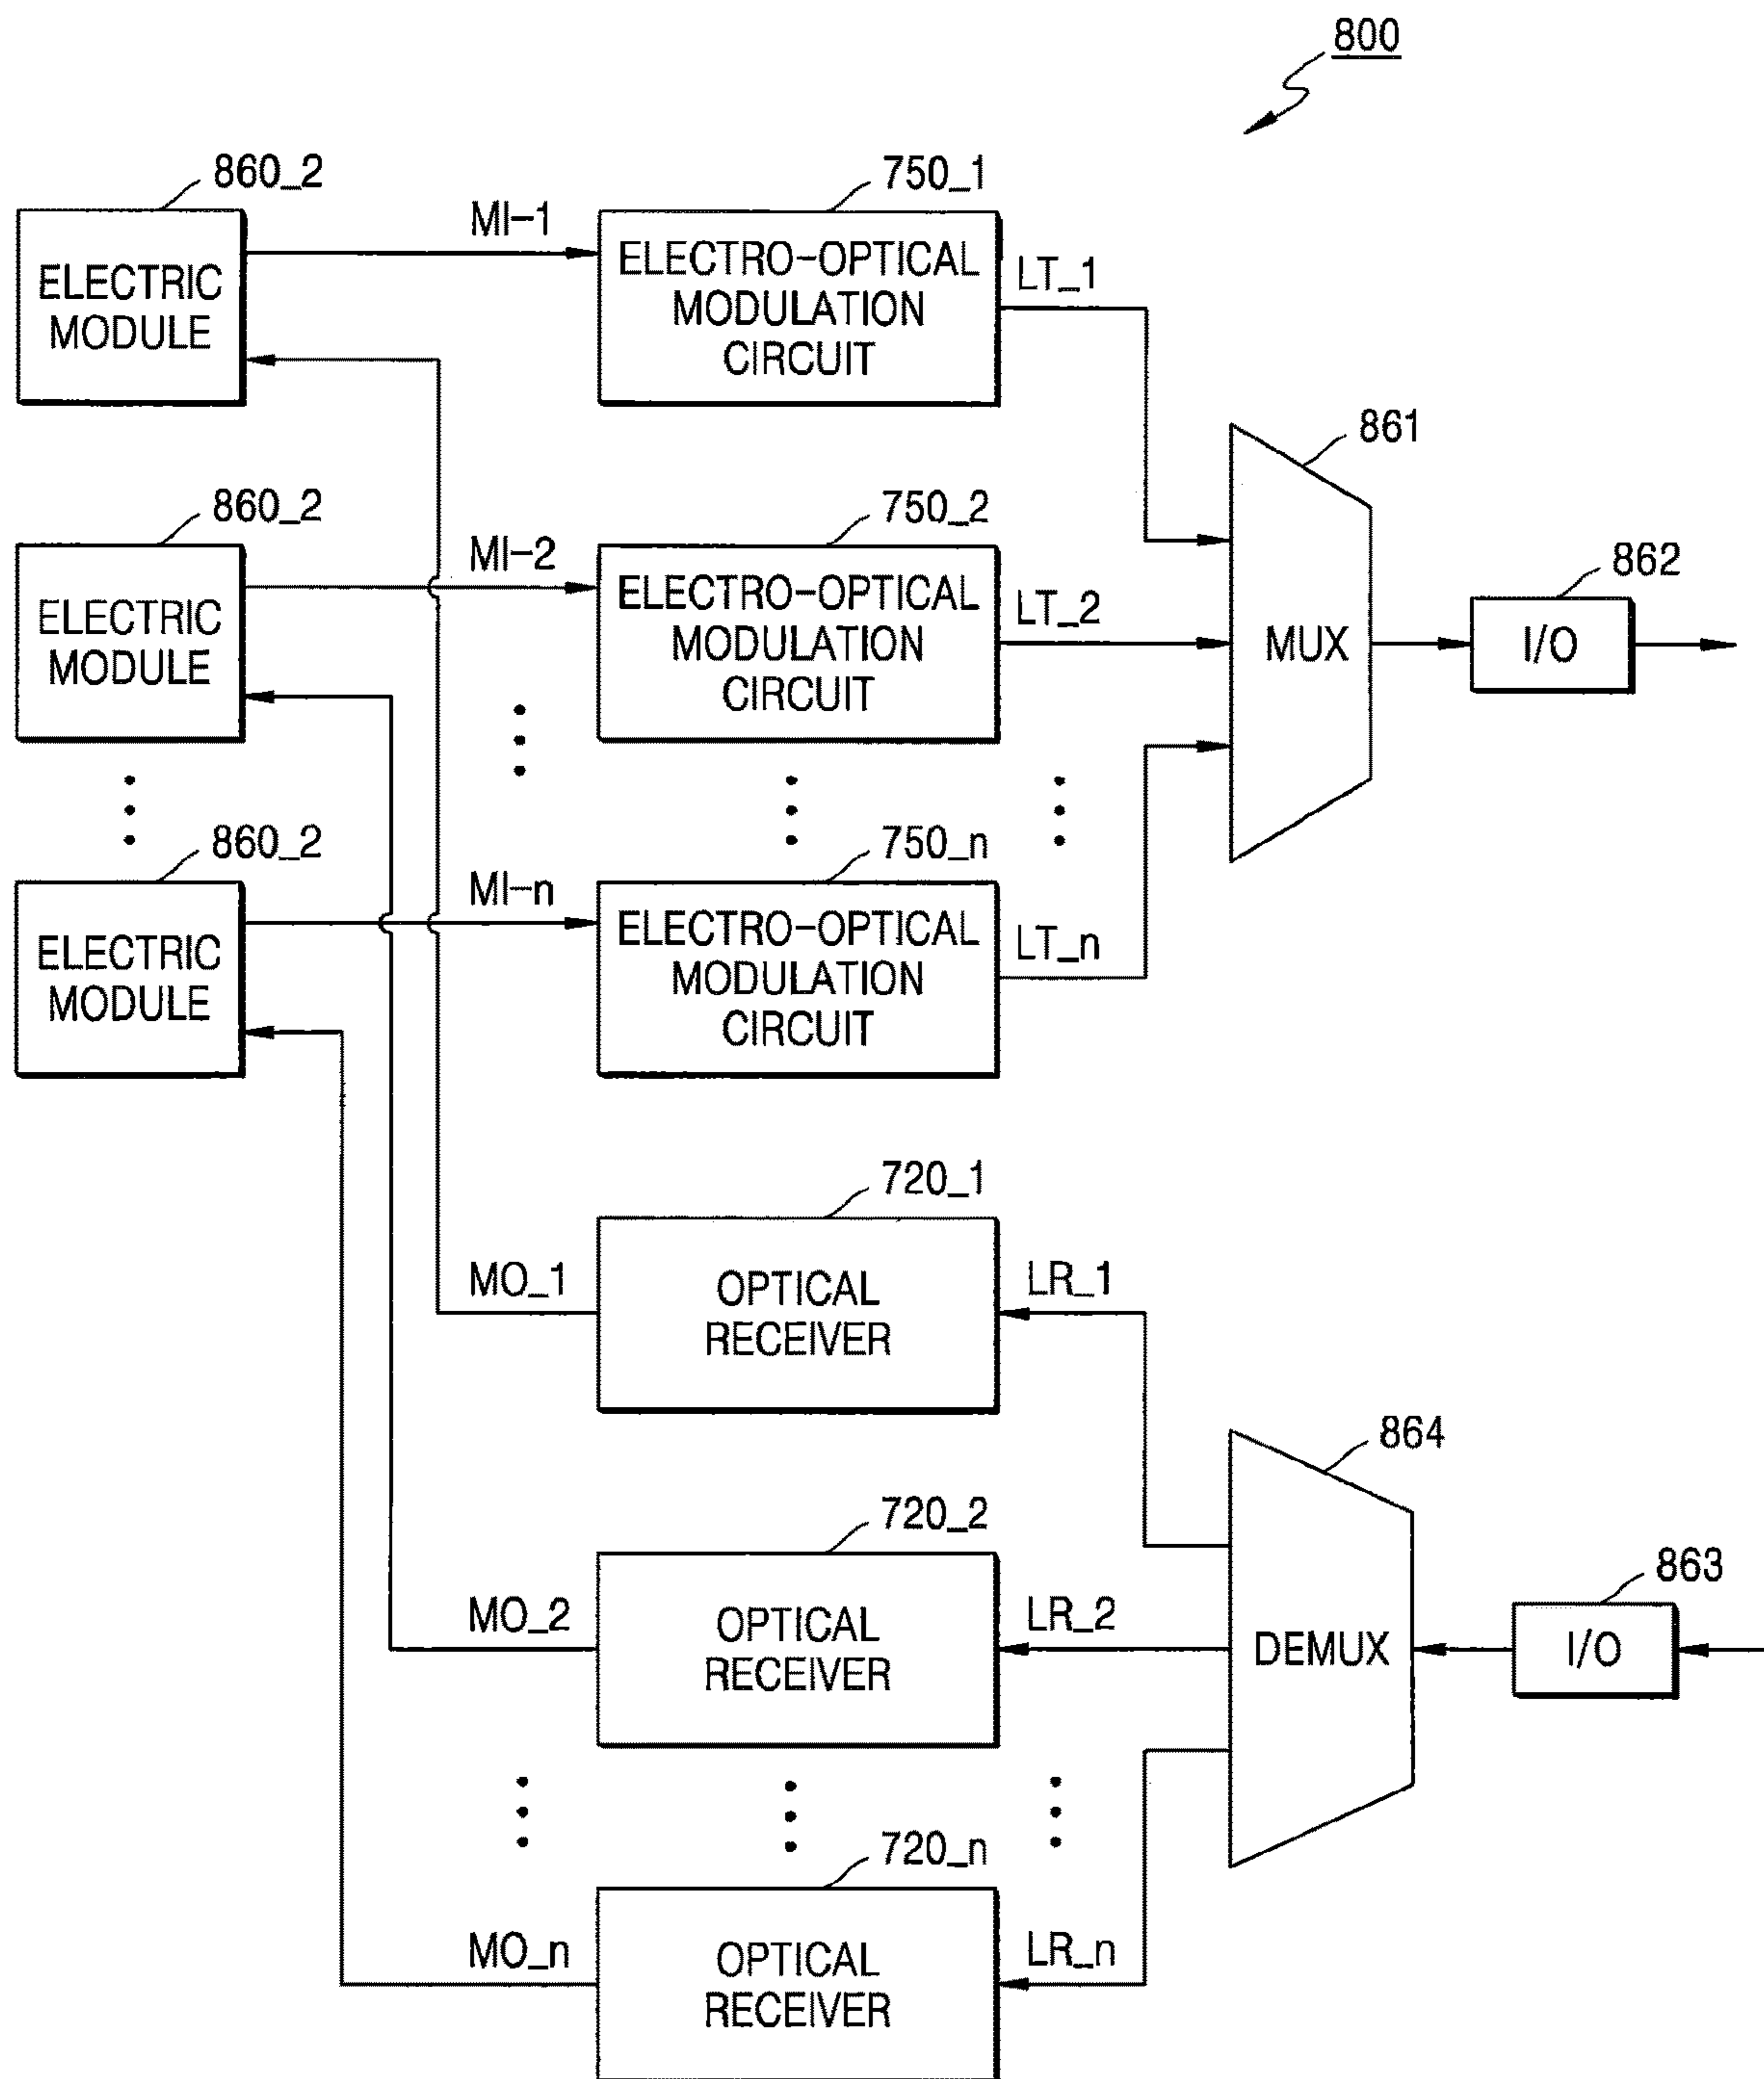 800
860_2
750_1
MI-1
ELECTRIC
MODULE
ELECTRO-OPTICAL
MODULATION
CIRCUIT
LT_1
861
860_2
750_2
MI-2
ELECTRIC
MODULE
ELECTRO-OPTICAL
MODULATION
CIRCUIT
LT_2
MUX
862
I/O
860_2
750_n
MI-n
ELECTRIC
MODULE
ELECTRO-OPTICAL
MODULATION
CIRCUIT
LT_n
720_1
MO_1
OPTICAL
RECEIVER
LR_1
864
720_2
MO_2
OPTICAL
RECEIVER
LR_2
DEMUX
863
I/O
720_n
MO_n
OPTICAL
RECEIVER
LR_n